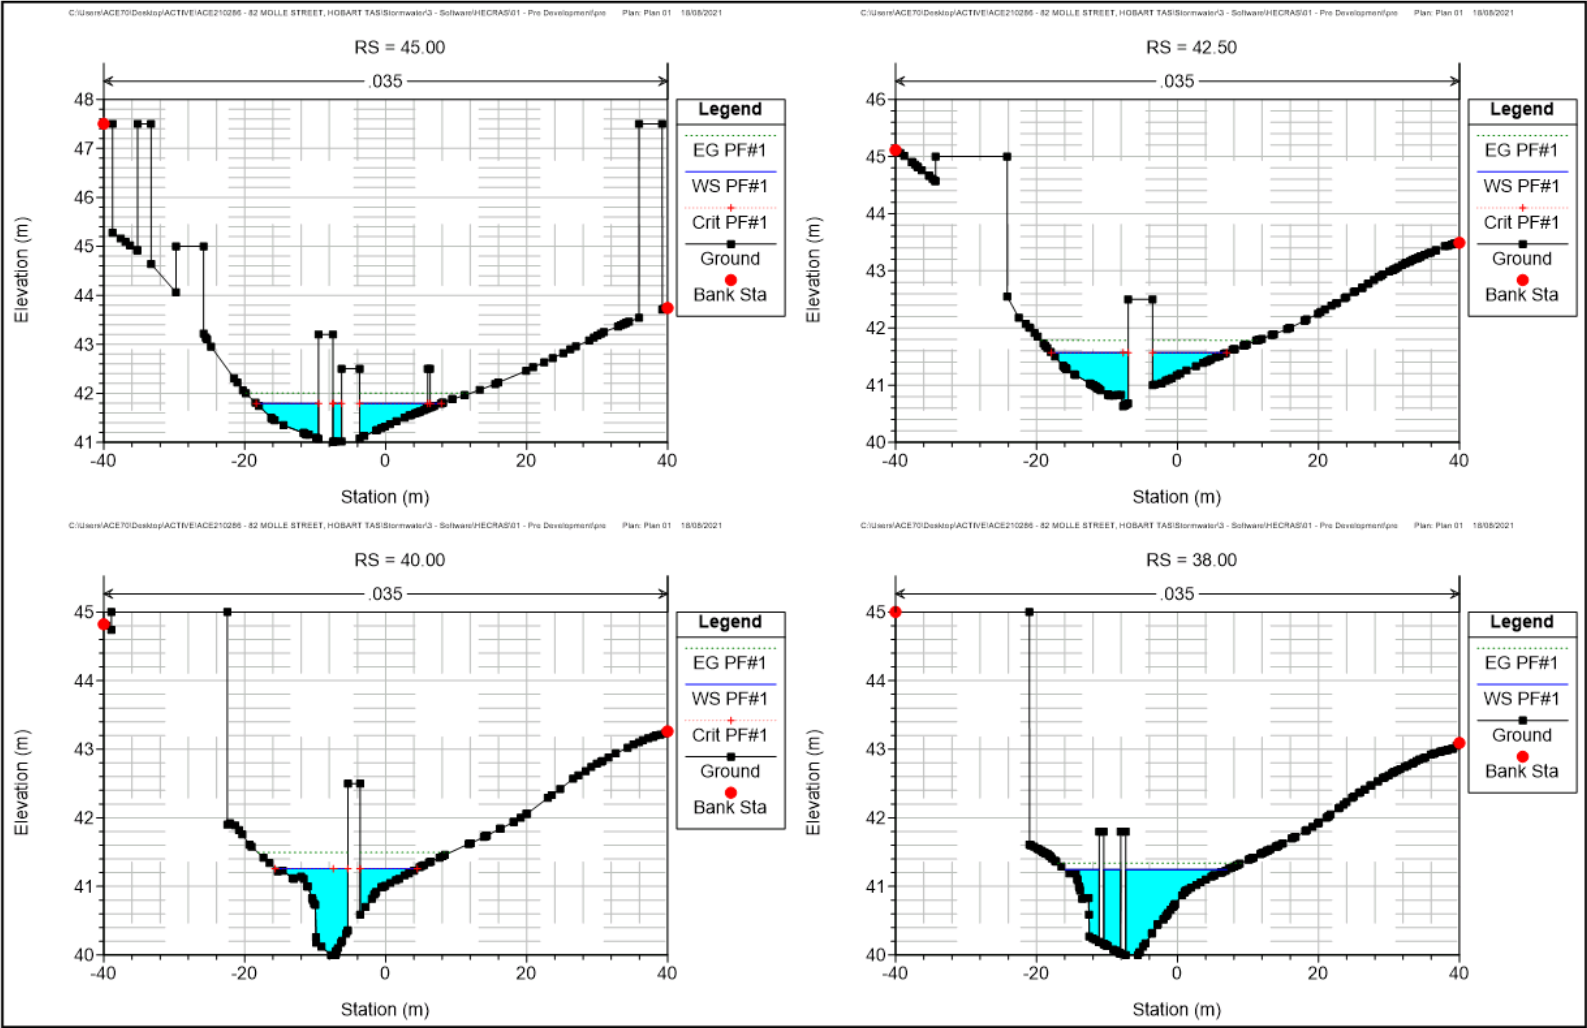 C:\Users\ACE70\Desktop\ACTIVE\ACE210286 - 82 MOLLE STREET, HOBART TAS\Stormwater\3 - Software\HECRAS\01 - Pre Development\pre Plan: Plan 01 18/08/2021
RS = 45.00
.035
48
47
46
45
44
43
42
41
-40
-20
0
20
40
Elevation (m)
Station (m)
Legend
EG PF#1
WS PF#1
Crit PF#1
Ground
Bank Sta
C:\Users\ACE70\Desktop\ACTIVE\ACE210286 - 82 MOLLE STREET, HOBART TAS\Stormwater\3 - Software\HECRAS\01 - Pre Development\pre Plan: Plan 01 18/08/2021
RS = 42.50
.035
46
45
44
43
42
41
40
-40
-20
0
20
40
Elevation (m)
Station (m)
Legend
EG PF#1
WS PF#1
Crit PF#1
Ground
Bank Sta
C:\Users\ACE70\Desktop\ACTIVE\ACE210286 - 82 MOLLE STREET, HOBART TAS\Stormwater\3 - Software\HECRAS\01 - Pre Development\pre Plan: Plan 01 18/08/2021
RS = 40.00
.035
45
44
43
42
41
40
-40
-20
0
20
40
Elevation (m)
Station (m)
Legend
EG PF#1
WS PF#1
Crit PF#1
Ground
Bank Sta
C:\Users\ACE70\Desktop\ACTIVE\ACE210286 - 82 MOLLE STREET, HOBART TAS\Stormwater\3 - Software\HECRAS\01 - Pre Development\pre Plan: Plan 01 18/08/2021
RS = 38.00
.035
45
44
43
42
41
40
-40
-20
0
20
40
Elevation (m)
Station (m)
Legend
EG PF#1
WS PF#1
Ground
Bank Sta